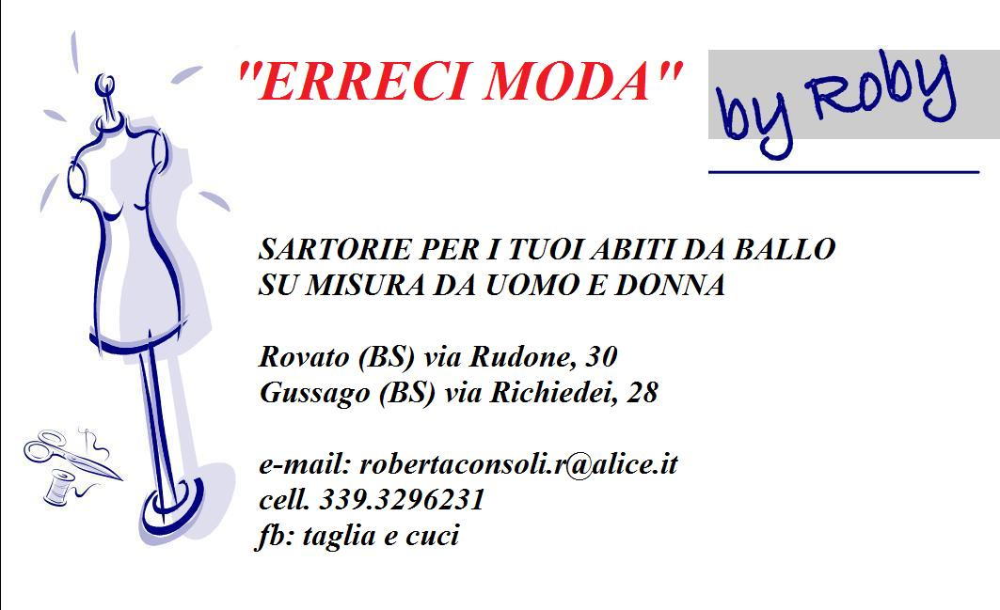 "ERRECI MODA"
by Roby
SARTORIE PER I TUOI ABITI DA BALLO
SU MISURA DA UOMO E DONNA
Rovato (BS) via Rudone, 30
Gussago (BS) via Richiedei, 28
e-mail: robertaconsoli.r@alice.it
cell. 339.3296231
fb: taglia e cuci